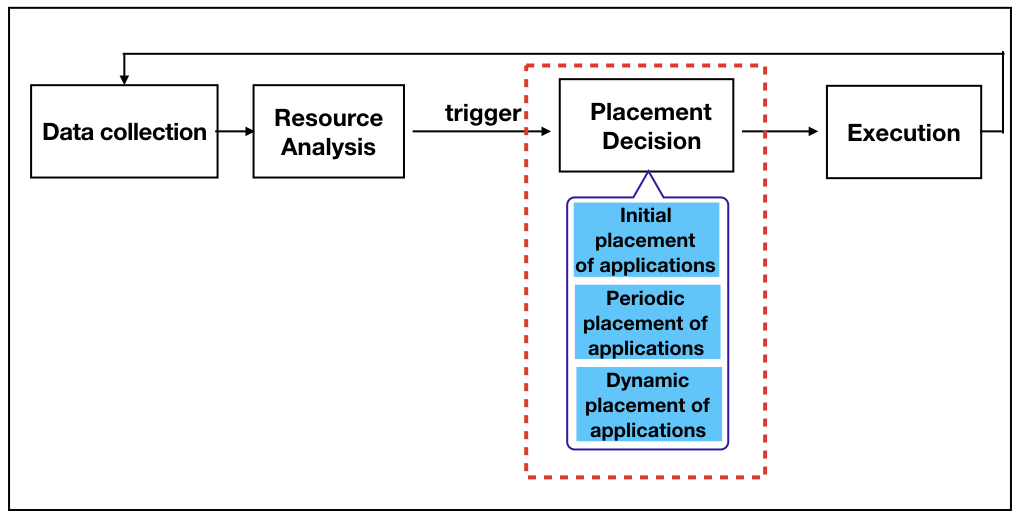 Data collection
Resource
Analysis
trigger
Placement
Decision
Execution
Initial
placement
of applications
Periodic
placement of
applications
Dynamic
placement of
applications